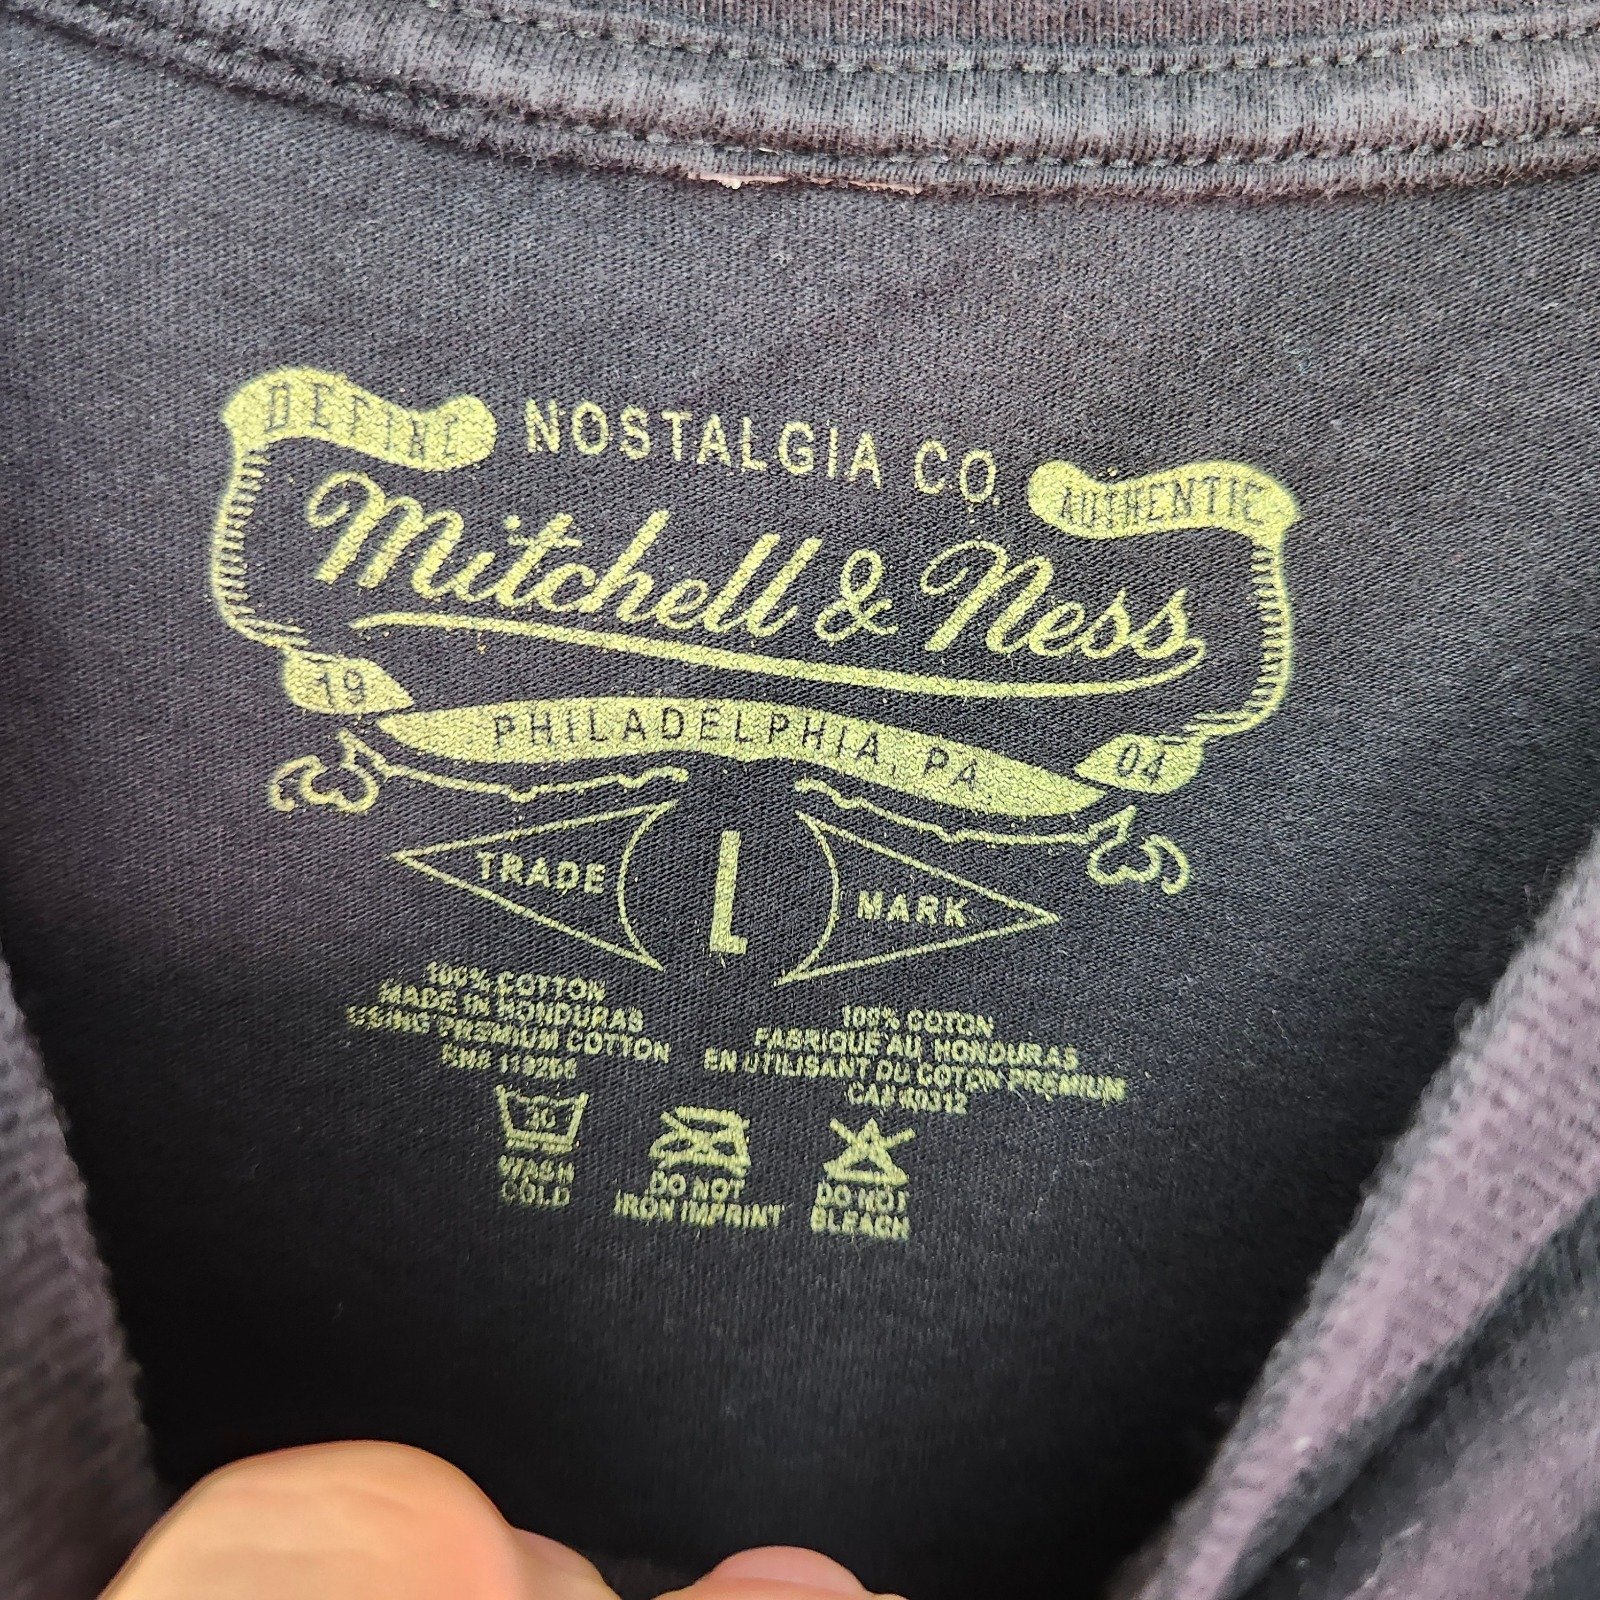 NOSTALGIA CO.
AUTHENTIC
Mitchell & Ness
19
PHILADELPHIA, PA
04
TRADE L MARK
100% COTTON
MADE IN HONDURAS
USING PREMIUM COTTON
100% COTON
FABRIQUE AU HONDURAS
EN UTILISANT DU COTON PREMIUM
CA# 40312
WASH
COLD
DO NOT
IRON IMPRINT
DO NOT
BLEACH